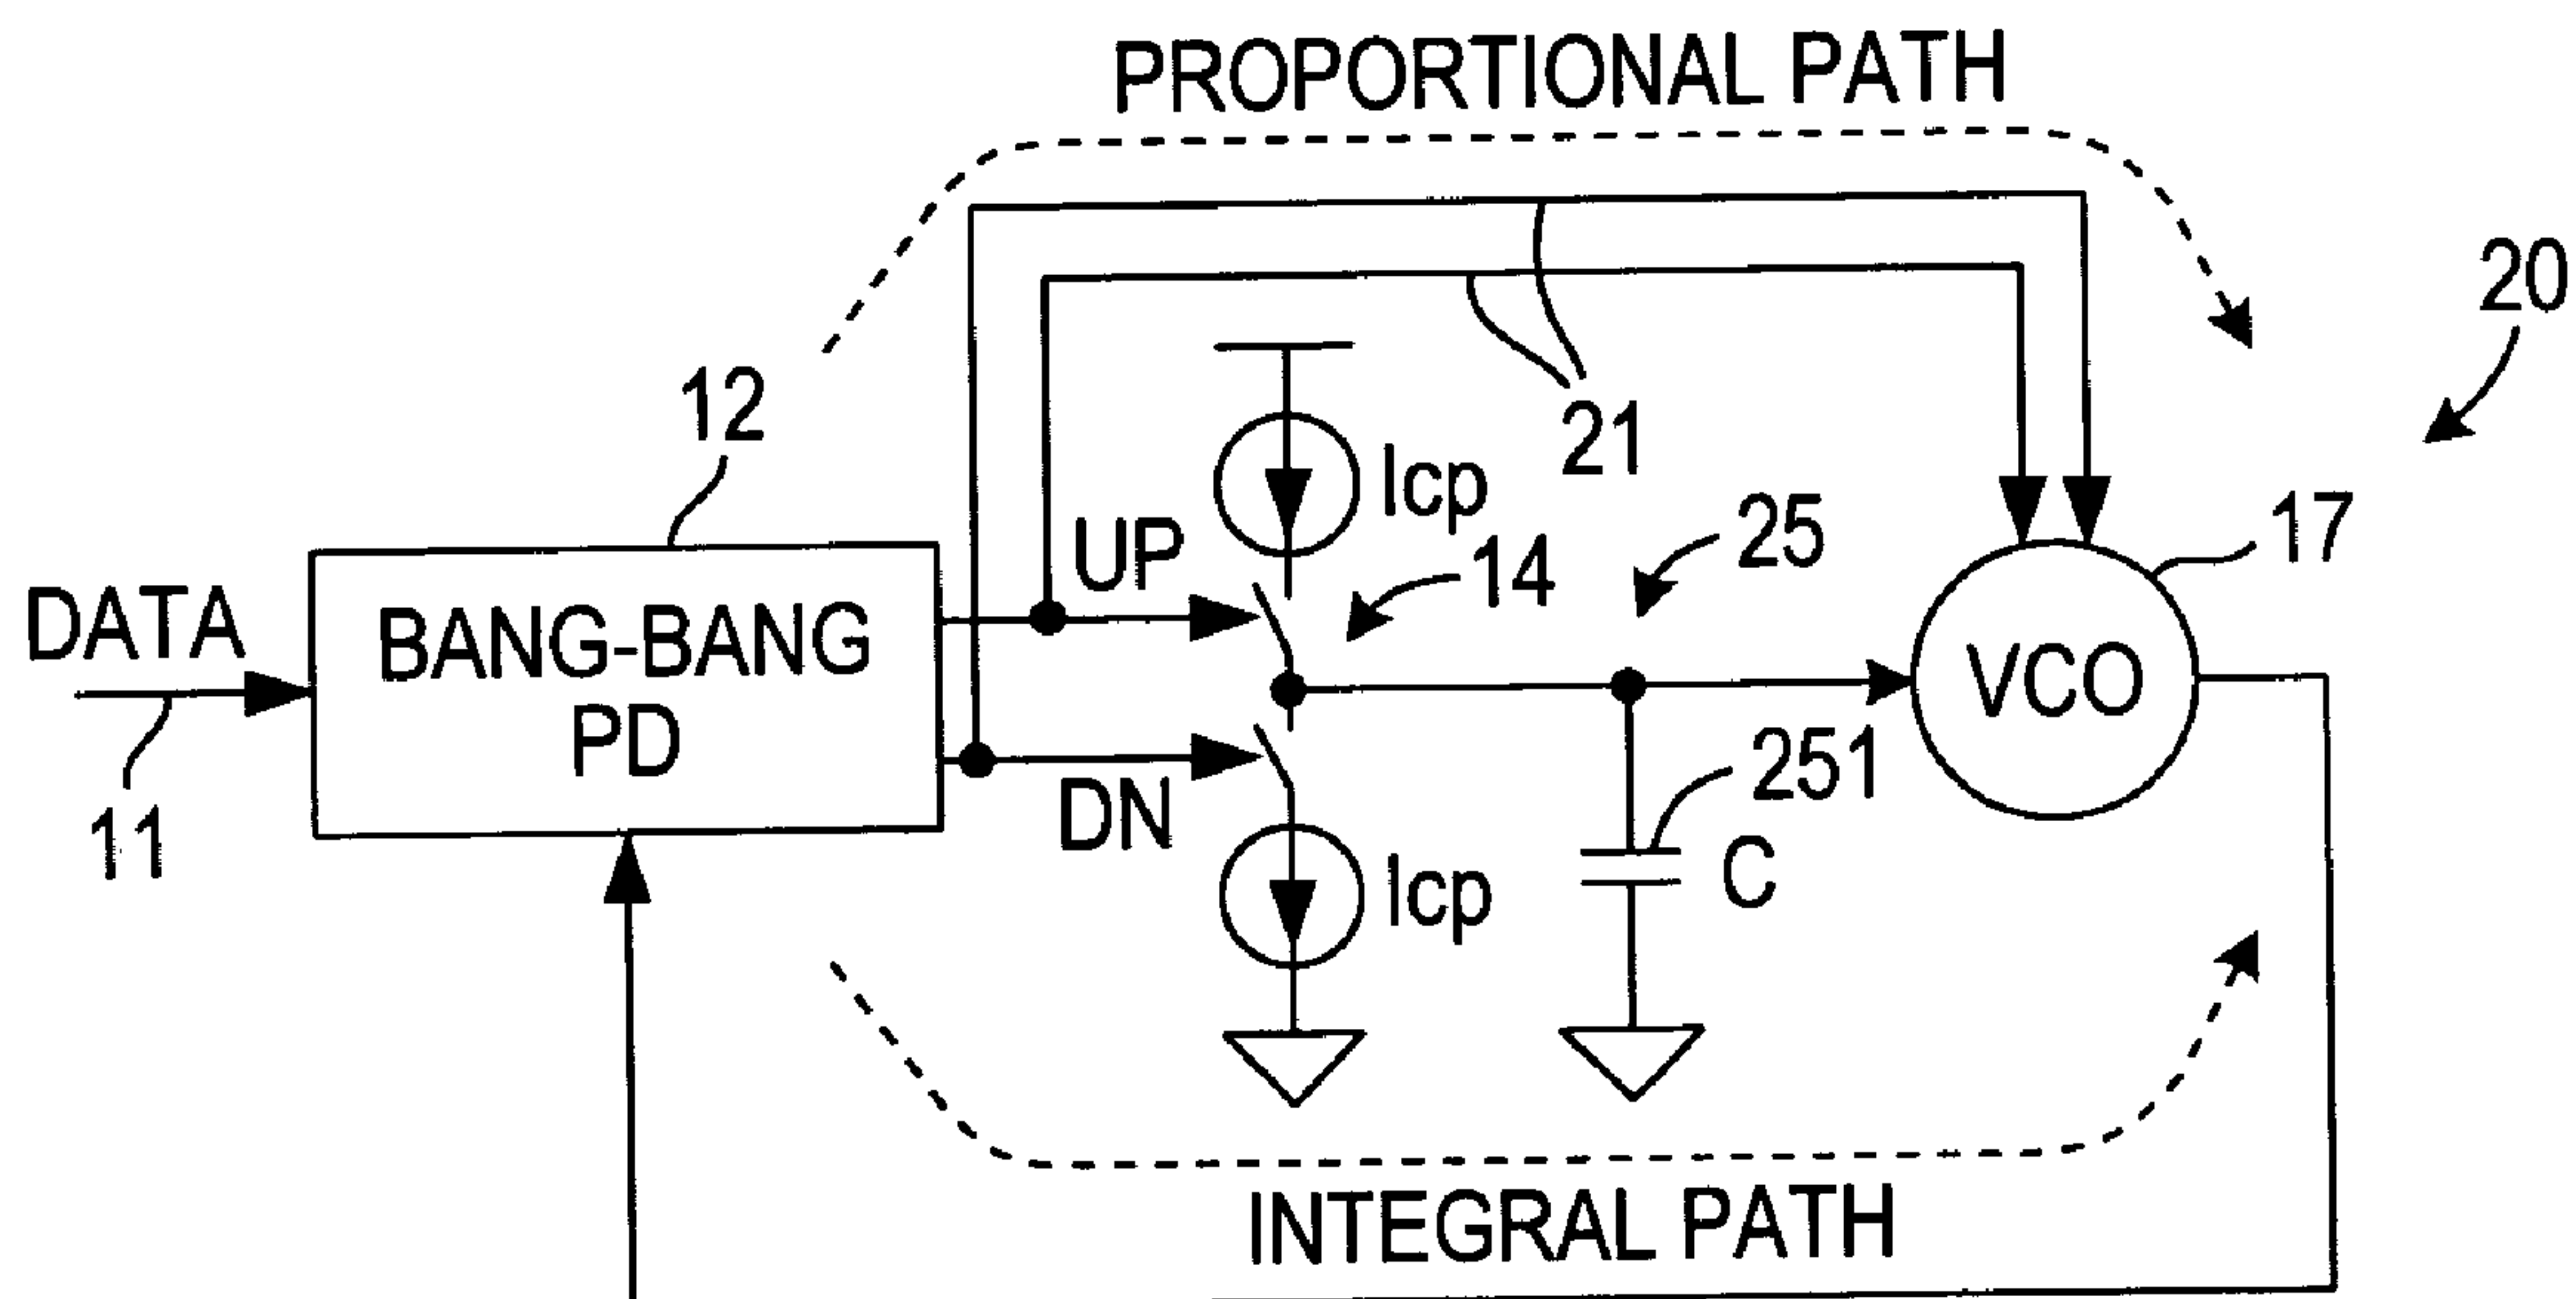 PROPORTIONAL PATH
20
12
21
Icp
UP
14
25
17
DATA
BANG-BANG
PD
VCO
11
DN
251
Icp
C
INTEGRAL PATH